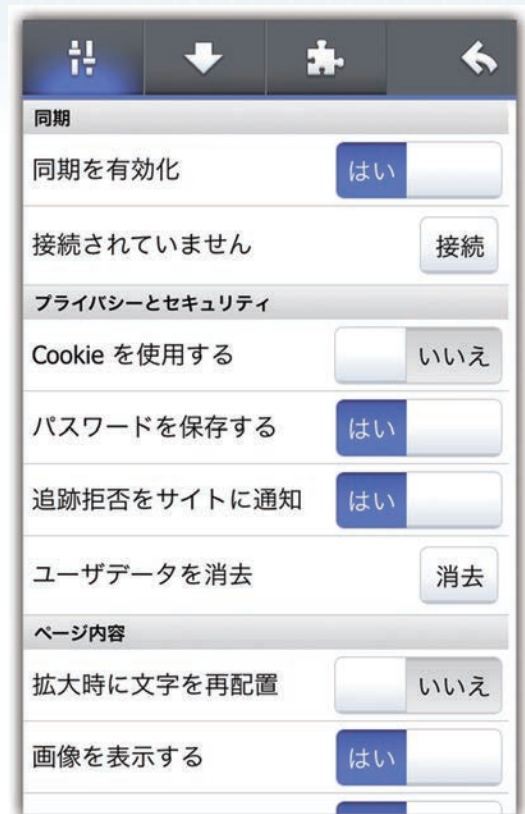 同期
同期を有効化 はい
接続されていません 接続
プライバシーとセキュリティ
Cookie を使用する いいえ
パスワードを保存する はい
追跡拒否をサイトに通知 はい
ユーザデータを消去 消去
ページ内容
拡大時に文字を再配置 いいえ
画像を表示する はい